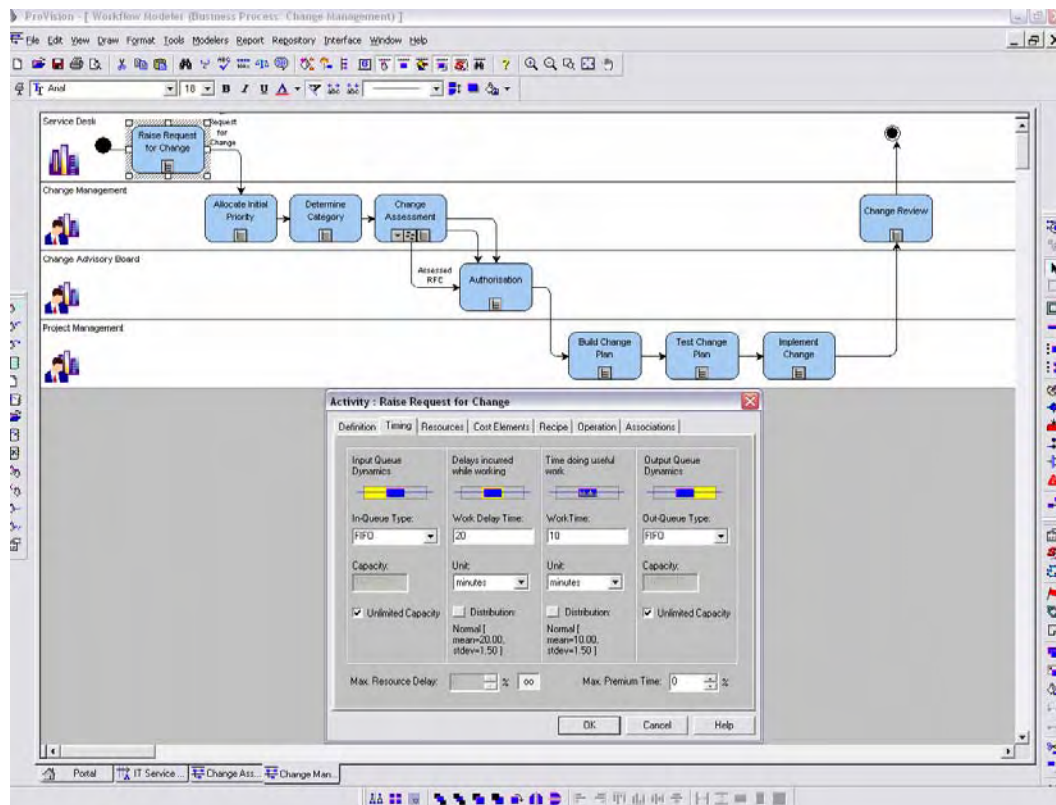 ProVision - [ Workflow Modeler (Business Process: Change Management) ]
File Edit View Draw Format Tools Modelers Report Repository Interface Window Help
Arial
10
B I U A
Service Desk
Raise Request
for Change
Request
for
Change
Change Management
Allocate Initial
Priority
Determine
Category
Change
Assessment
Change Review
Change Advisory Board
Assessed
RFC
Authorisation
Project Management
Build Change
Plan
Test Change
Plan
Implement
Change
Activity : Raise Request for Change
Definition Timing Resources Cost Elements Recipe Operation Associations
Input Queue
Dynamics
Delays incurred
while working
Time doing useful
work
Output Queue
Dynamics
In-Queue Type: Work Delay Time: Work Time: Out-Queue Type:
FIFO 20 10 FIFO
Capacity: Unit: Unit: Capacity:
minutes minutes
Unlimited Capacity Distribution: Distribution: Unlimited Capacity
Normal [
mean=20.00,
stdev=1.50 ]
Normal [
mean=10.00,
stdev=1.50 ]
Max. Resource Delay: % ∞ Max. Premium Time: 0 %
OK Cancel Help
Portal IT Service ... Change Ass... Change Man...